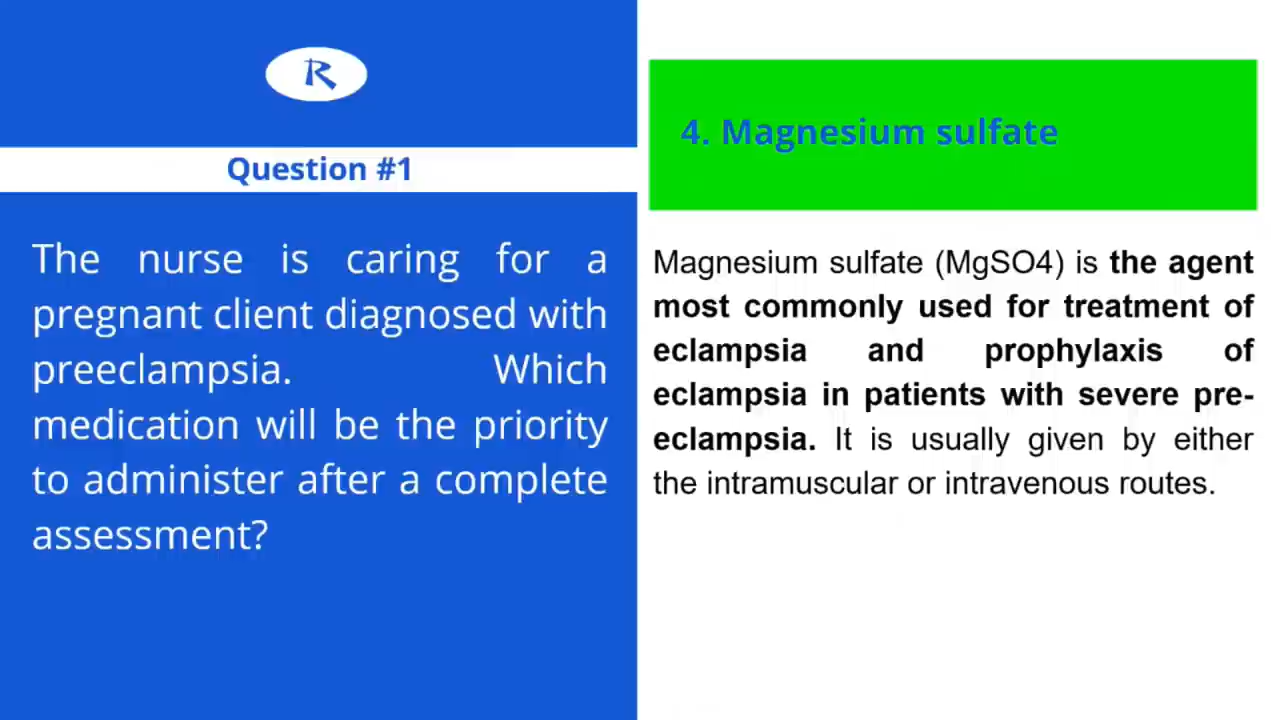 R
Question #1
The nurse is caring for a
pregnant client diagnosed with
preeclampsia. Which
medication will be the priority
to administer after a complete
assessment?
4. Magnesium sulfate
Magnesium sulfate (MgSO4) is the agent
most commonly used for treatment of
eclampsia and prophylaxis of
eclampsia in patients with severe pre-
eclampsia. It is usually given by either
the intramuscular or intravenous routes.